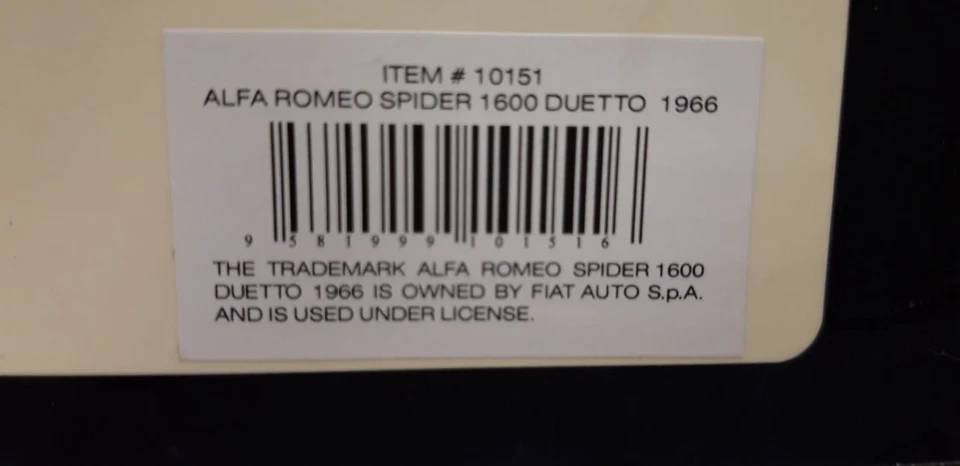 ITEM # 10151
ALFA ROMEO SPIDER 1600 DUETTO 1966
9 581999 101516
THE TRADEMARK ALFA ROMEO SPIDER 1600
DUETTO 1966 IS OWNED BY FIAT AUTO S.p.A.
AND IS USED UNDER LICENSE.